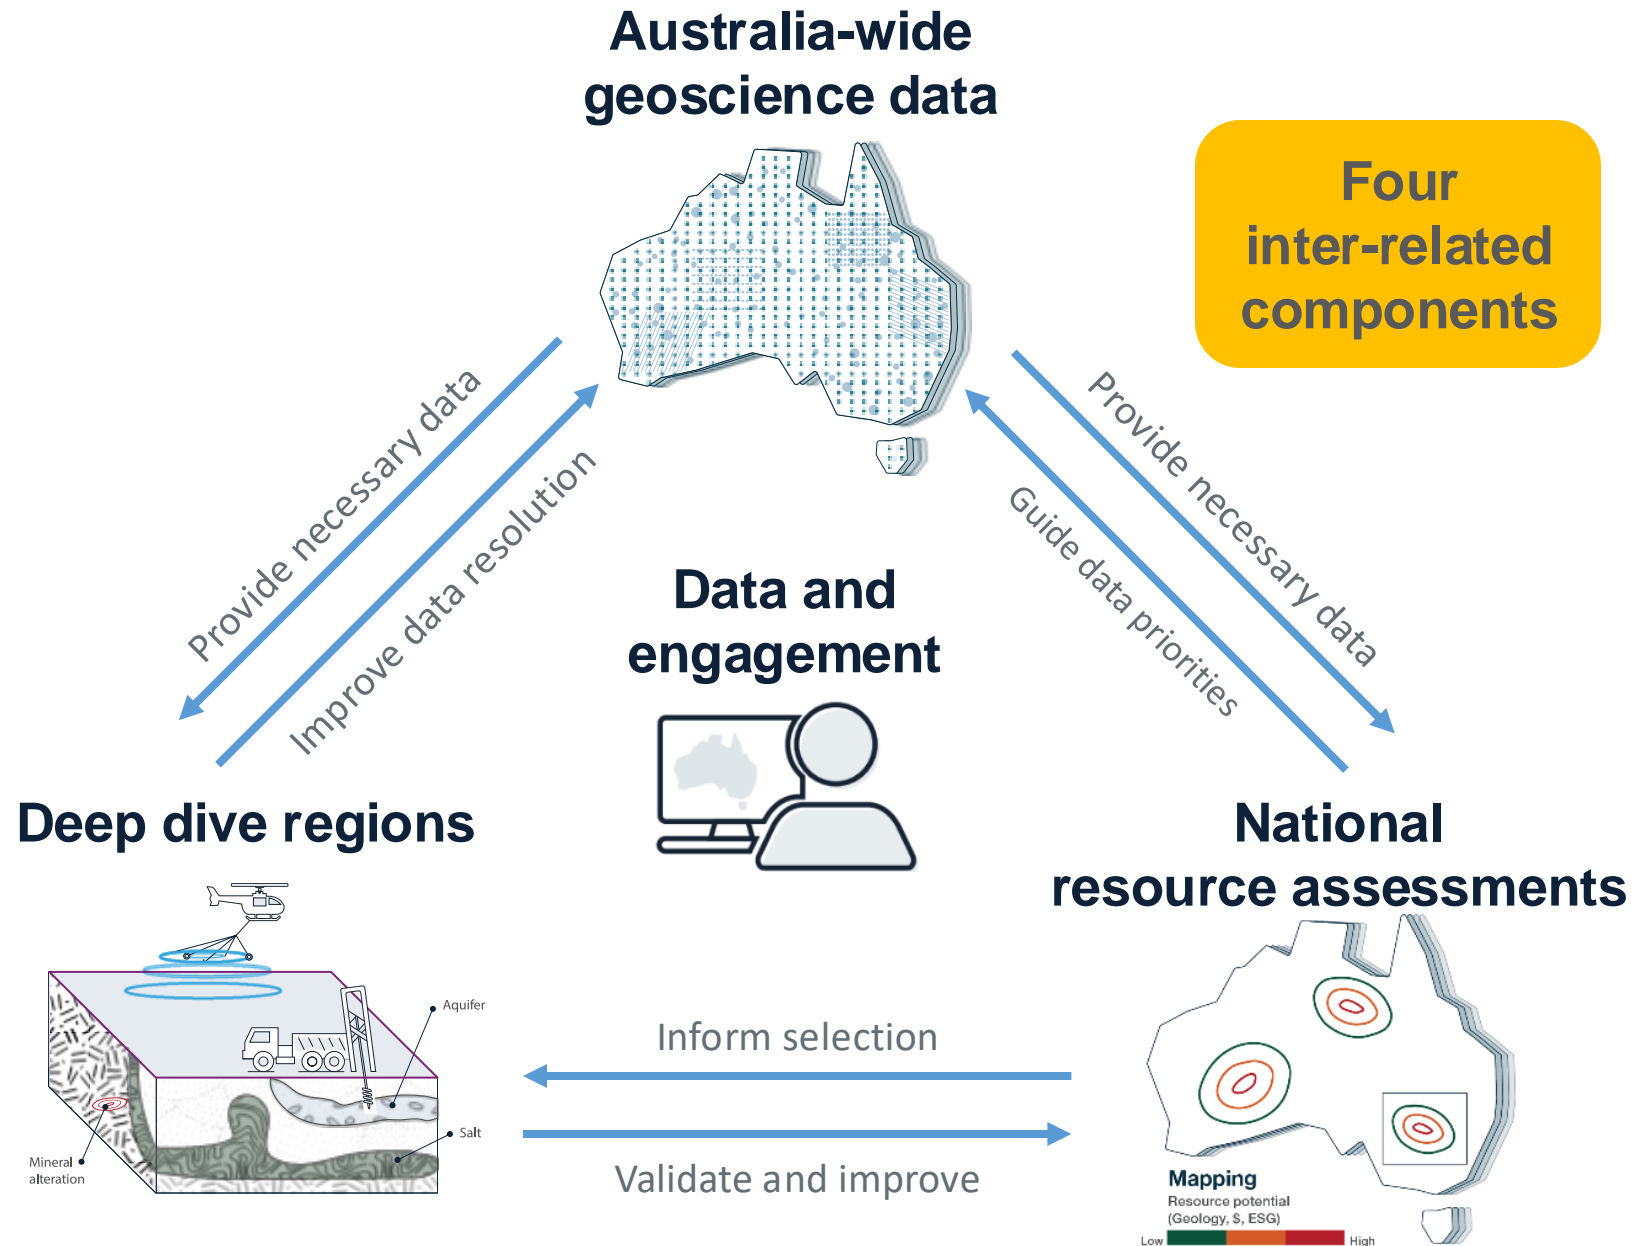 Australia-wide
geoscience data
Four
inter-related
components
Provide necessary data
Improve data resolution
Provide necessary data
Guide data priorities
Data and
engagement
Deep dive regions
National
resource assessments
Aquifer
Salt
Mineral
alteration
Inform selection
Validate and improve
Mapping
Resource potential
(Geology, $, ESG)
Low High